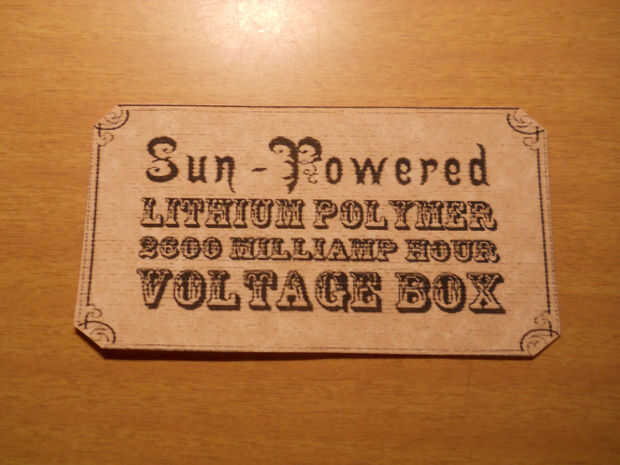 Sun-Powered
LITHIUM POLYMER
2600 MILLIAMP HOUR
VOLTAGE BOX